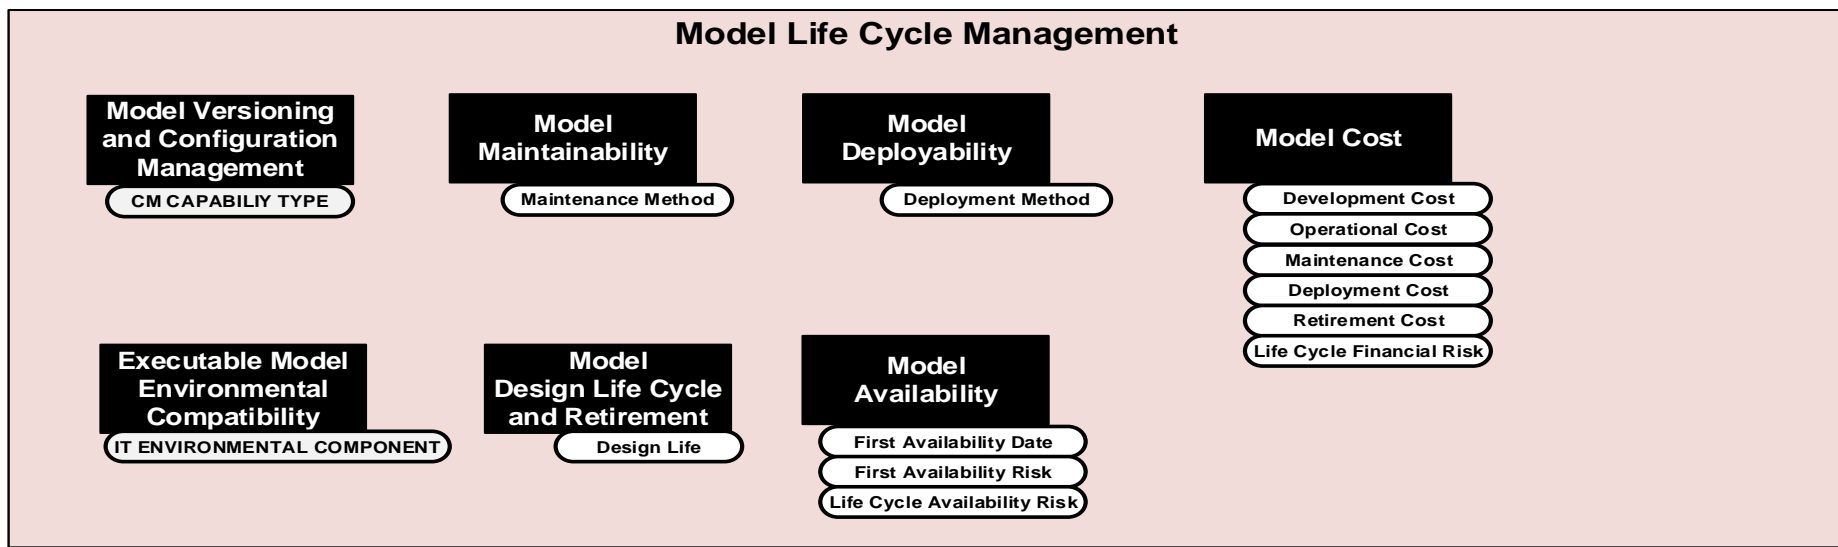 Model Life Cycle Management
Model Versioning
and Configuration
Management
CM CAPABILIY TYPE
Model
Maintainability
Maintenance Method
Model
Deployability
Deployment Method
Model Cost
Development Cost
Operational Cost
Maintenance Cost
Deployment Cost
Retirement Cost
Life Cycle Financial Risk
Executable Model
Environmental
Compatibility
IT ENVIRONMENTAL COMPONENT
Model
Design Life Cycle
and Retirement
Design Life
Model
Availability
First Availability Date
First Availability Risk
Life Cycle Availability Risk